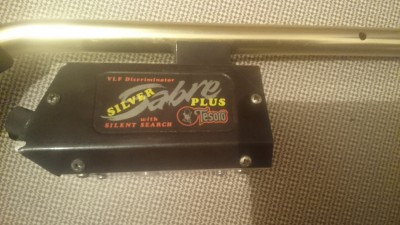 VLF Discriminator
SILVER
Sabre
PLUS
with
SILENT SEARCH
Tesoro